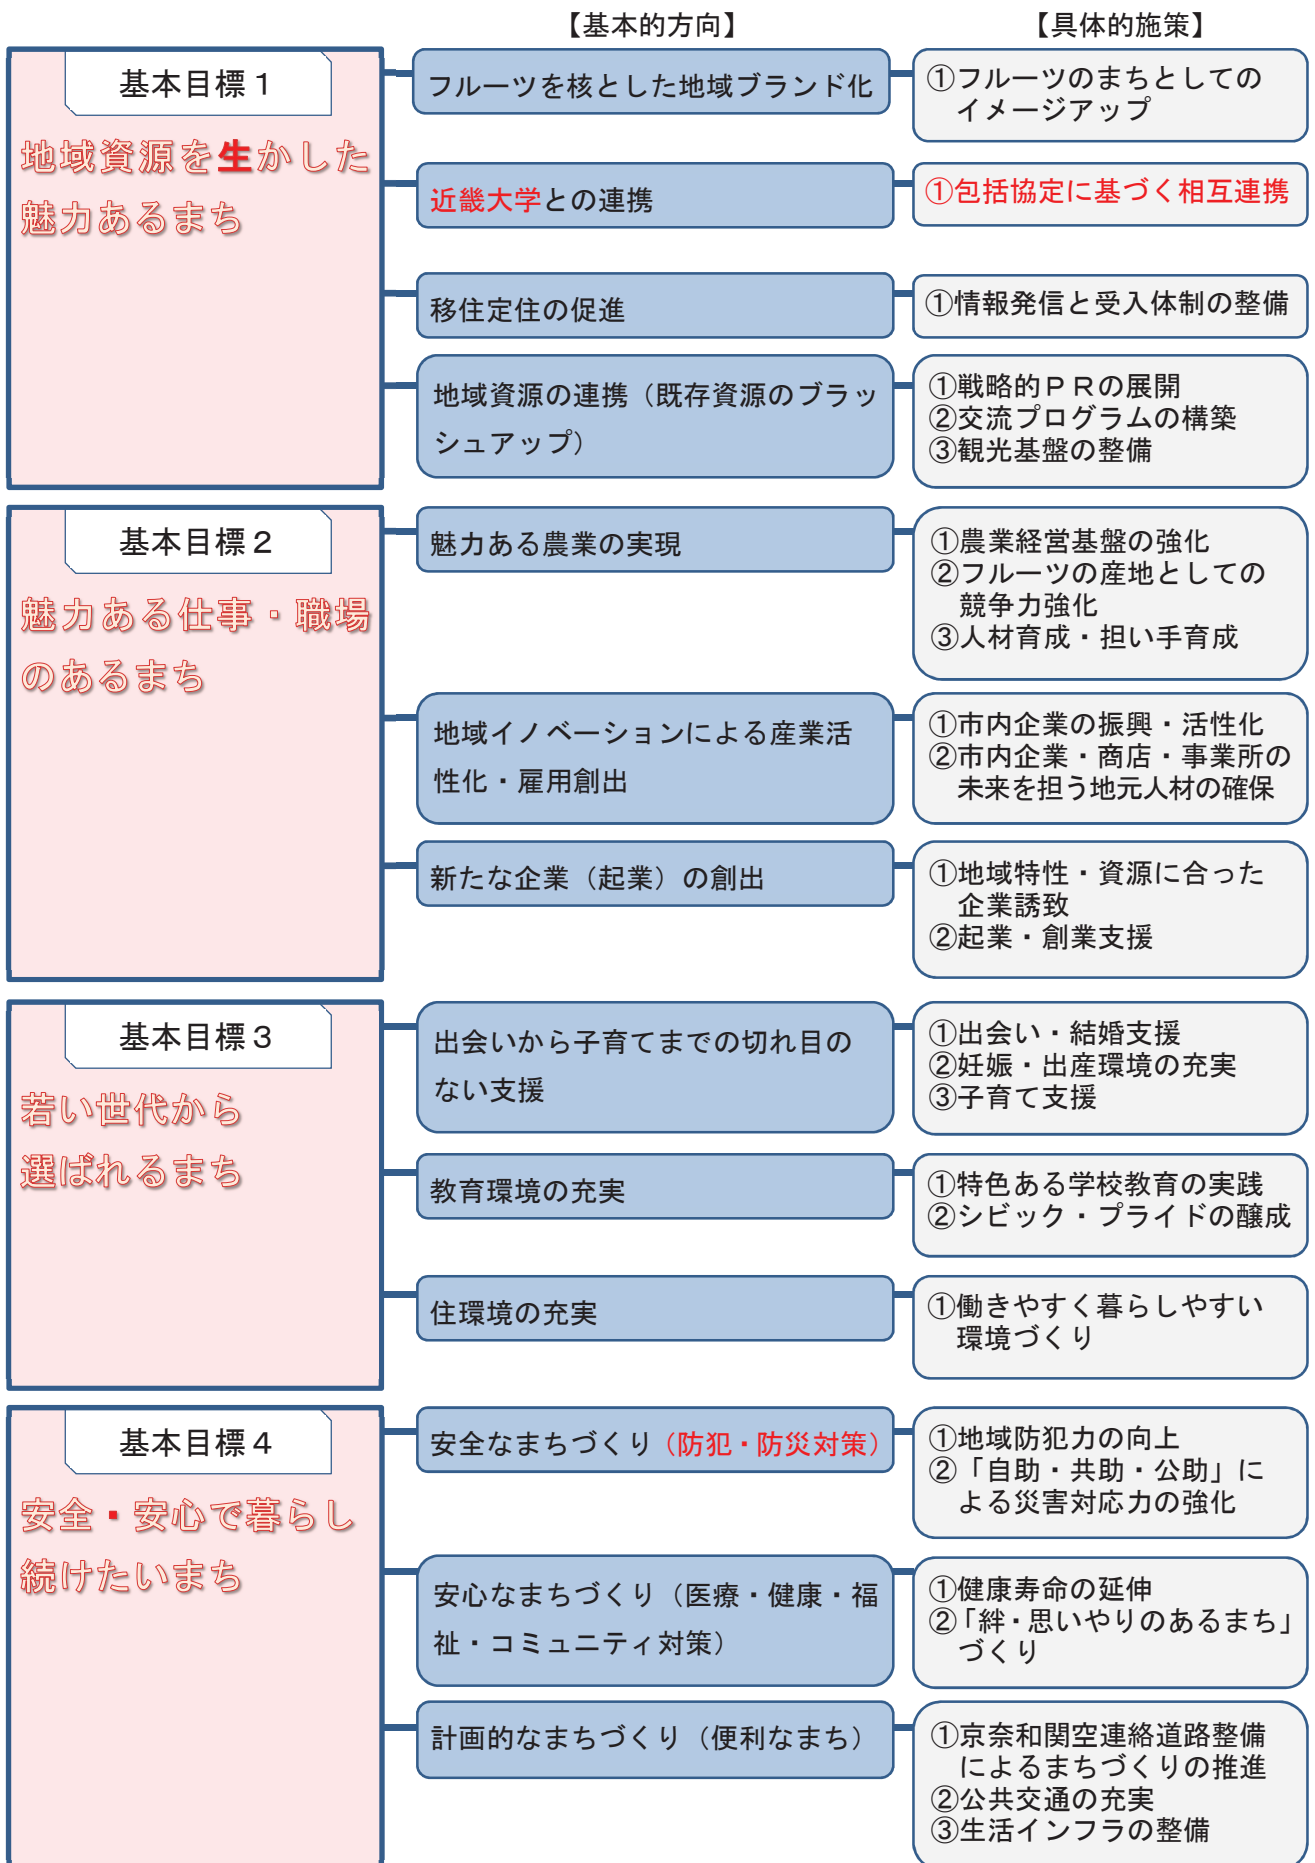 【基本的方向】
【具体的施策】
基本目標１
地域資源を生かした
魅力あるまち
フルーツを核とした地域ブランド化
①フルーツのまちとしての
イメージアップ
近畿大学との連携
①包括協定に基づく相互連携
移住定住の促進
①情報発信と受入体制の整備
地域資源の連携（既存資源のブラッ
シュアップ）
①戦略的ＰＲの展開
②交流プログラムの構築
③観光基盤の整備
基本目標２
魅力ある仕事・職場
のあるまち
魅力ある農業の実現
①農業経営基盤の強化
②フルーツの産地としての
競争力強化
③人材育成・担い手育成
地域イノベーションによる産業活
性化・雇用創出
①市内企業の振興・活性化
②市内企業・商店・事業所の
未来を担う地元人材の確保
新たな企業（起業）の創出
①地域特性・資源に合った
企業誘致
②起業・創業支援
基本目標３
若い世代から
選ばれるまち
出会いから子育てまでの切れ目の
ない支援
①出会い・結婚支援
②妊娠・出産環境の充実
③子育て支援
教育環境の充実
①特色ある学校教育の実践
②シビック・プライドの醸成
住環境の充実
①働きやすく暮らしやすい
環境づくり
基本目標４
安全・安心で暮らし
続けたいまち
安全なまちづくり（防犯・防災対策）
①地域防犯力の向上
②「自助・共助・公助」に
よる災害対応力の強化
安心なまちづくり（医療・健康・福
祉・コミュニティ対策）
①健康寿命の延伸
②「絆・思いやりのあるまち」
づくり
計画的なまちづくり（便利なまち）
①京奈和関空連絡道路整備
によるまちづくりの推進
②公共交通の充実
③生活インフラの整備